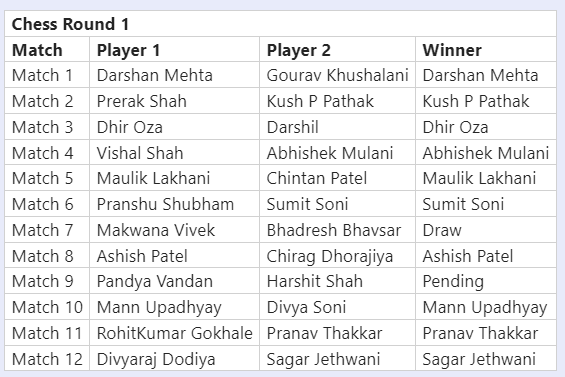 Chess Round 1
Match Player 1 Player 2 Winner
Match 1 Darshan Mehta Gourav Khushalani Darshan Mehta
Match 2 Prerak Shah Kush P Pathak Kush P Pathak
Match 3 Dhir Oza Darshil Dhir Oza
Match 4 Vishal Shah Abhishek Mulani Abhishek Mulani
Match 5 Maulik Lakhani Chintan Patel Maulik Lakhani
Match 6 Pranshu Shubham Sumit Soni Sumit Soni
Match 7 Makwana Vivek Bhadresh Bhavsar Draw
Match 8 Ashish Patel Chirag Dhorajiya Ashish Patel
Match 9 Pandya Vandan Harshit Shah Pending
Match 10 Mann Upadhyay Divya Soni Mann Upadhyay
Match 11 RohitKumar Gokhale Pranav Thakkar Pranav Thakkar
Match 12 Divyaraj Dodiya Sagar Jethwani Sagar Jethwani